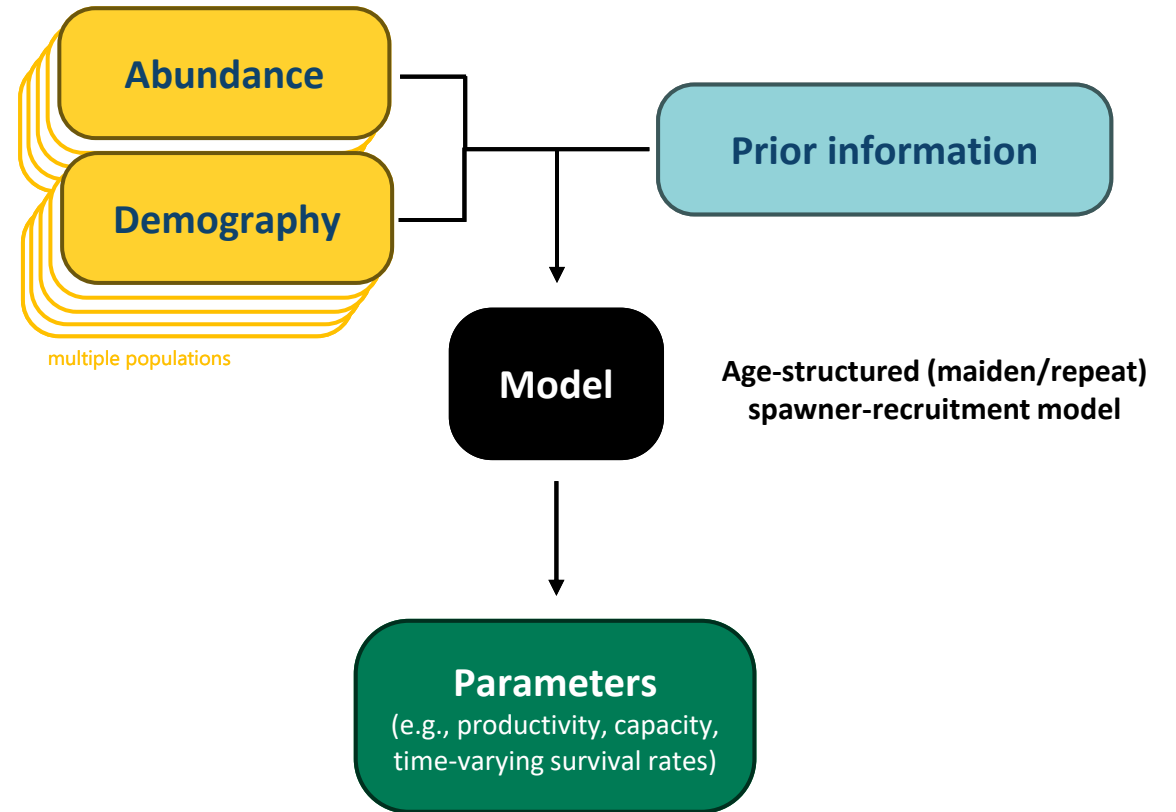 Abundance
Prior information
Demography
multiple populations
Model
Age-structured (maiden/repeat)
spawner-recruitment model
Parameters
(e.g., productivity, capacity,
time-varying survival rates)